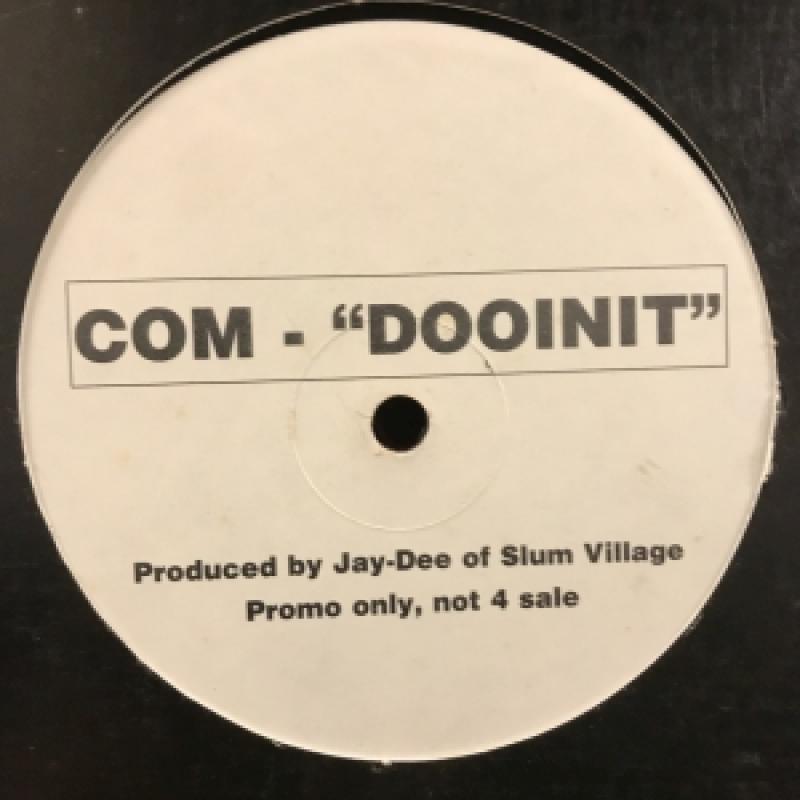 COM - “DOOINIT”
Produced by Jay-Dee of Slum Village
Promo only, not 4 sale